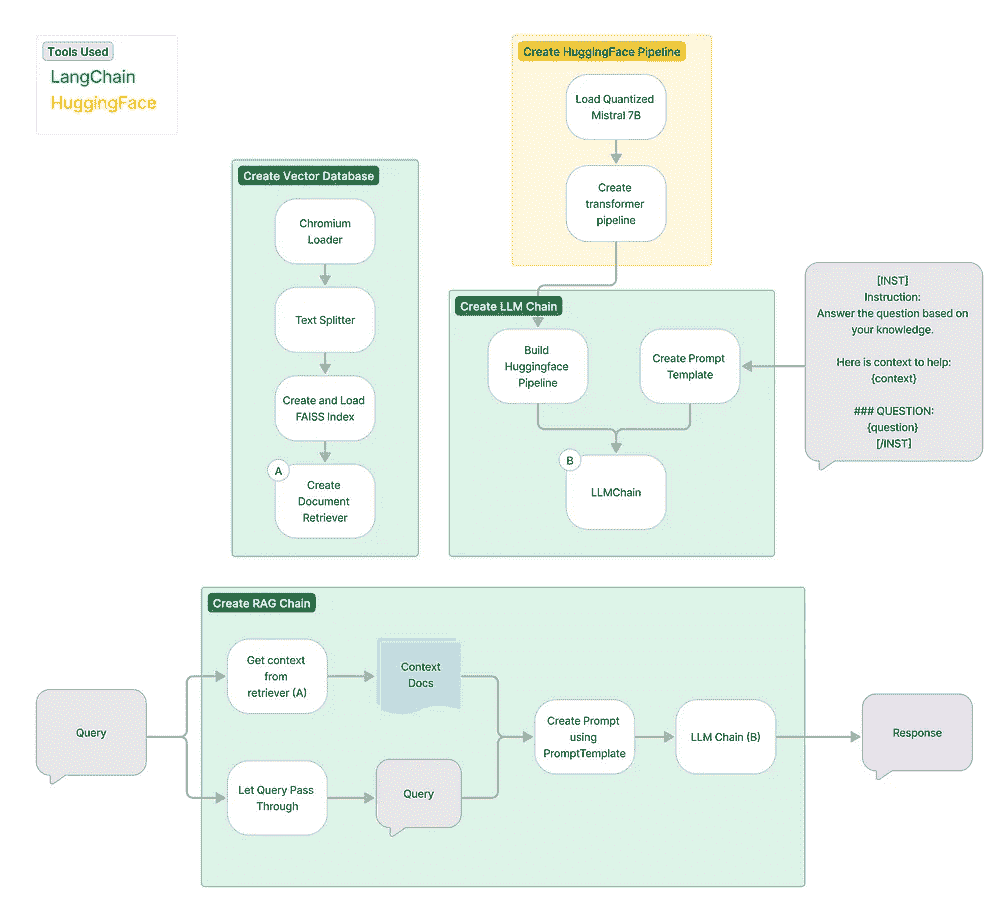 Tools Used
LangChain
HuggingFace
Create HuggingFace Pipeline
Load Quantized
Mistral 7B
Create
transformer
pipeline
Create Vector Database
Chromium
Loader
Text Splitter
Create and Load
FAISS Index
A
Create
Document
Retriever
Create LLM Chain
Build
Huggingface
Pipeline
Create Prompt
Template
B
LLMChain
[INST]
Instruction:
Answer the question based on
your knowledge.
Here is context to help:
{context}
### QUESTION:
{question}
[/INST]
Create RAG Chain
Query
Get context
from
retriever (A)
Context
Docs
Let Query Pass
Through
Query
Create Prompt
using
PromptTemplate
LLM Chain (B)
Response